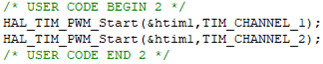 /* USER CODE BEGIN 2 */
HAL_TIM_PWM_Start(&htim1,TIM_CHANNEL_1);
HAL_TIM_PWM_Start(&htim1,TIM_CHANNEL_2);
/* USER CODE END 2 */